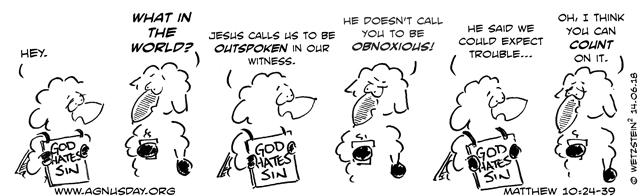 HEY.
GOD
HATES
SIN
WHAT IN
THE
WORLD?
JESUS CALLS US TO BE
OUTSPOKEN IN OUR
WITNESS.
GOD
HATES
SIN
HE DOESN'T CALL
YOU TO BE
OBNOXIOUS!
HE SAID WE
COULD EXPECT
TROUBLE...
GOD
HATES
SIN
OH, I THINK
YOU CAN
COUNT
ON IT.
© WETZSTEIN² 14.06.18
WWW.AGNUSDAY.ORG
MATTHEW 10:24-39